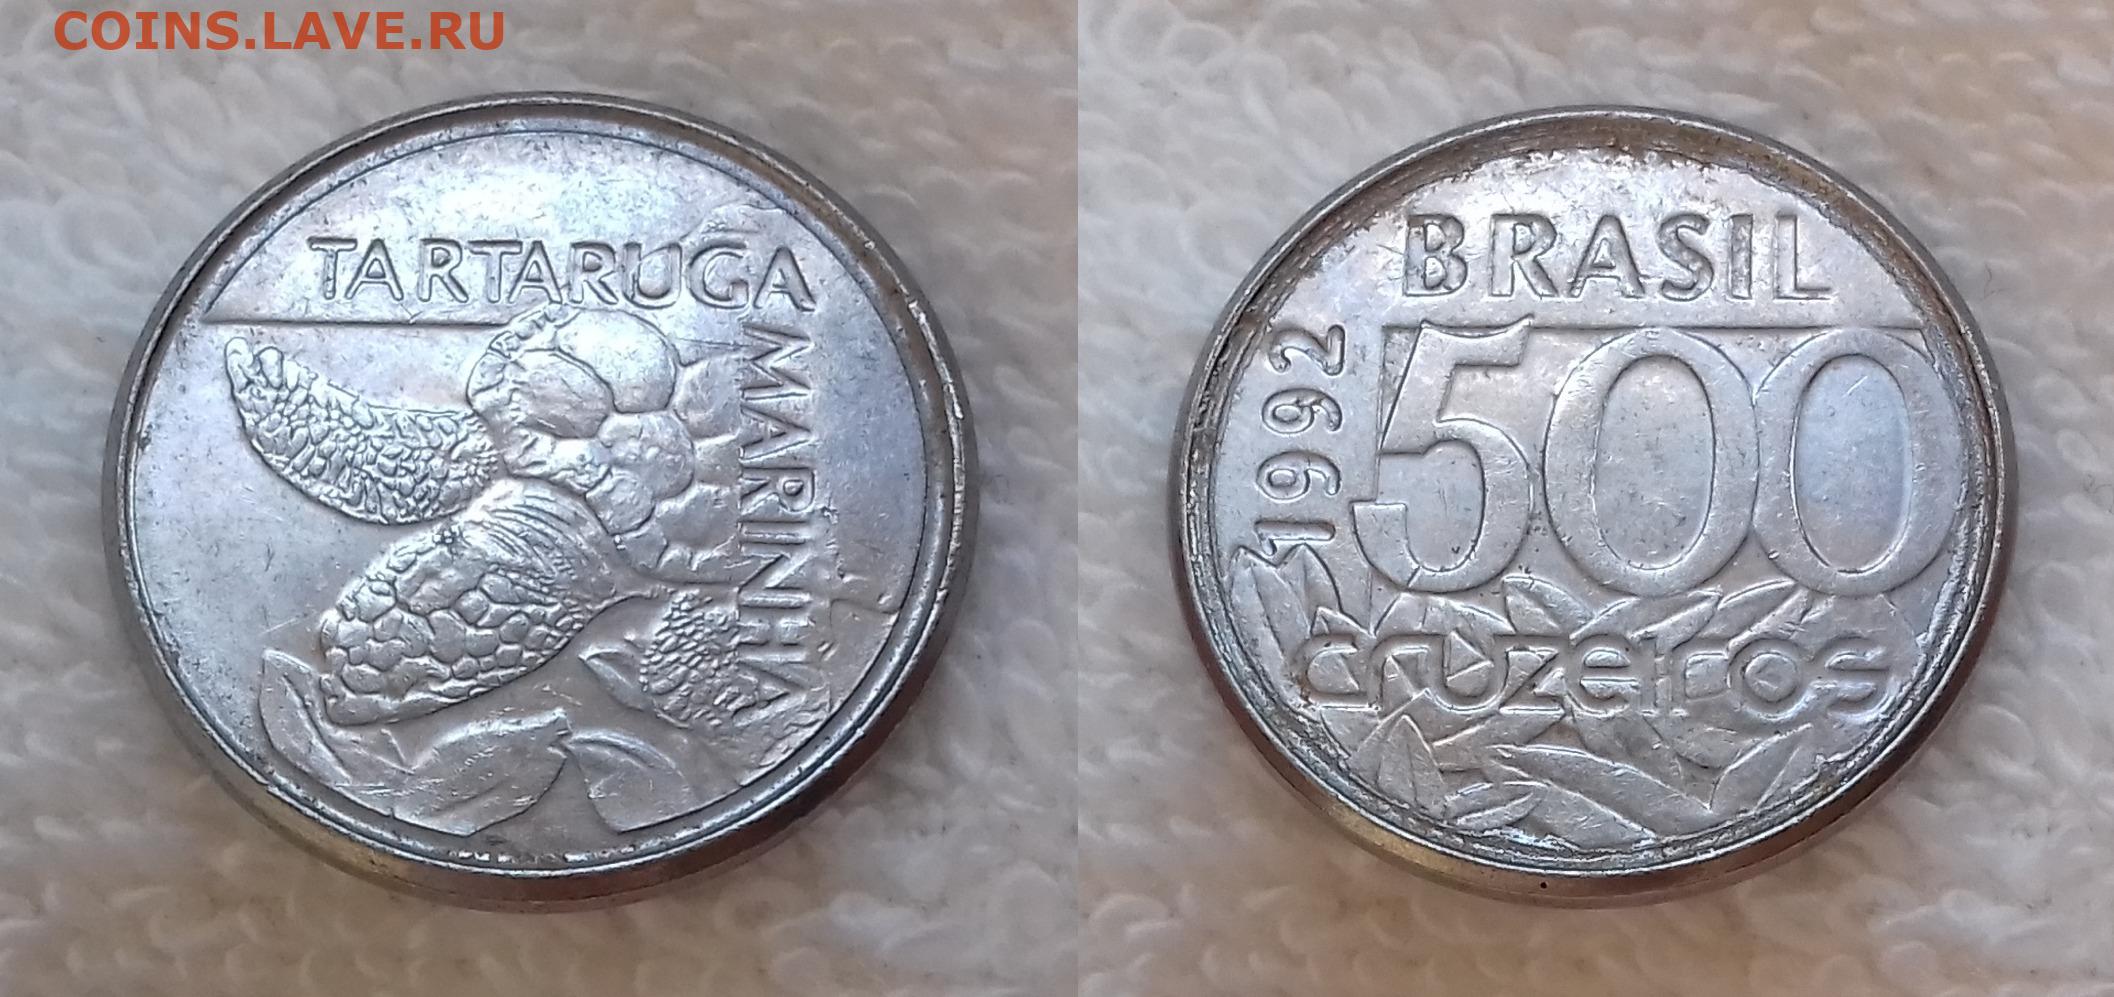 COINS.LAVE.RU
TARTARUGA
MARINHA
BRASIL
1992
500
cruzeiros